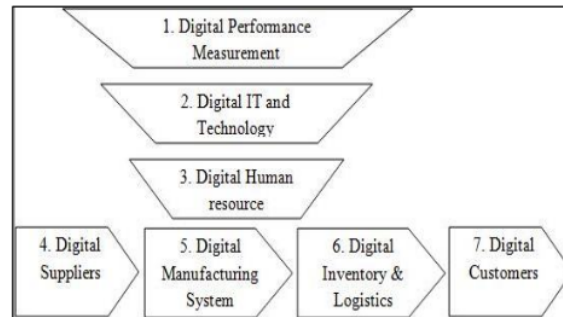 1. Digital Performance
Measurement
2. Digital IT and
Technology
3. Digital Human
resource
4. Digital
Suppliers
5. Digital
Manufacturing
System
6. Digital
Inventory &
Logistics
7. Digital
Customers